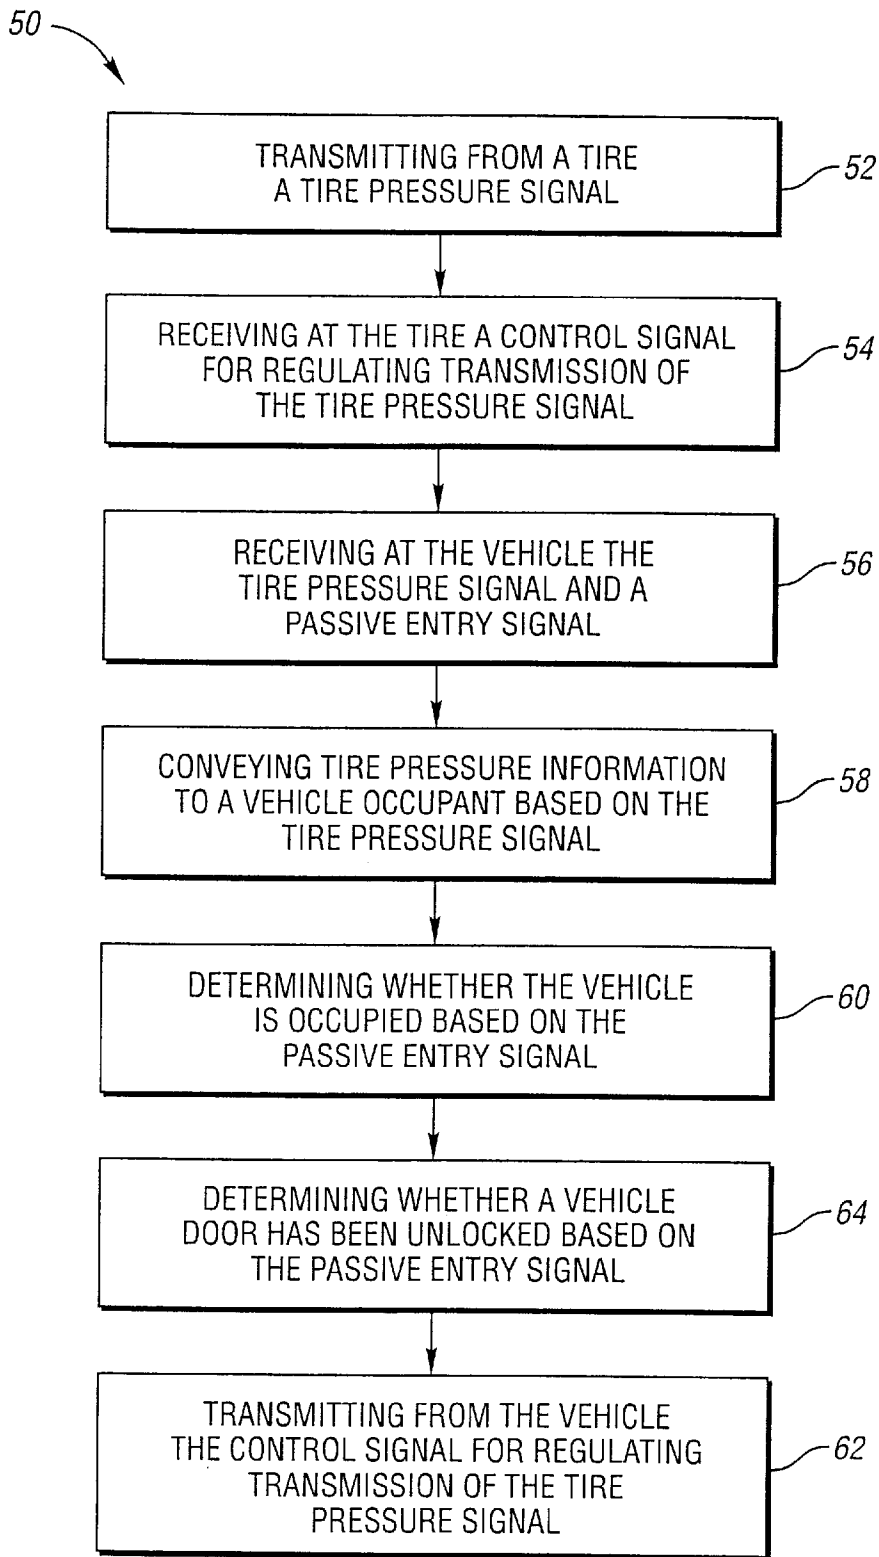 50
TRANSMITTING FROM A TIRE
A TIRE PRESSURE SIGNAL
52
RECEIVING AT THE TIRE A CONTROL SIGNAL
FOR REGULATING TRANSMISSION OF
THE TIRE PRESSURE SIGNAL
54
RECEIVING AT THE VEHICLE THE
TIRE PRESSURE SIGNAL AND A
PASSIVE ENTRY SIGNAL
56
CONVEYING TIRE PRESSURE INFORMATION
TO A VEHICLE OCCUPANT BASED ON THE
TIRE PRESSURE SIGNAL
58
DETERMINING WHETHER THE VEHICLE
IS OCCUPIED BASED ON THE
PASSIVE ENTRY SIGNAL
60
DETERMINING WHETHER A VEHICLE
DOOR HAS BEEN UNLOCKED BASED ON
THE PASSIVE ENTRY SIGNAL
64
TRANSMITTING FROM THE VEHICLE
THE CONTROL SIGNAL FOR REGULATING
TRANSMISSION OF THE TIRE
PRESSURE SIGNAL
62